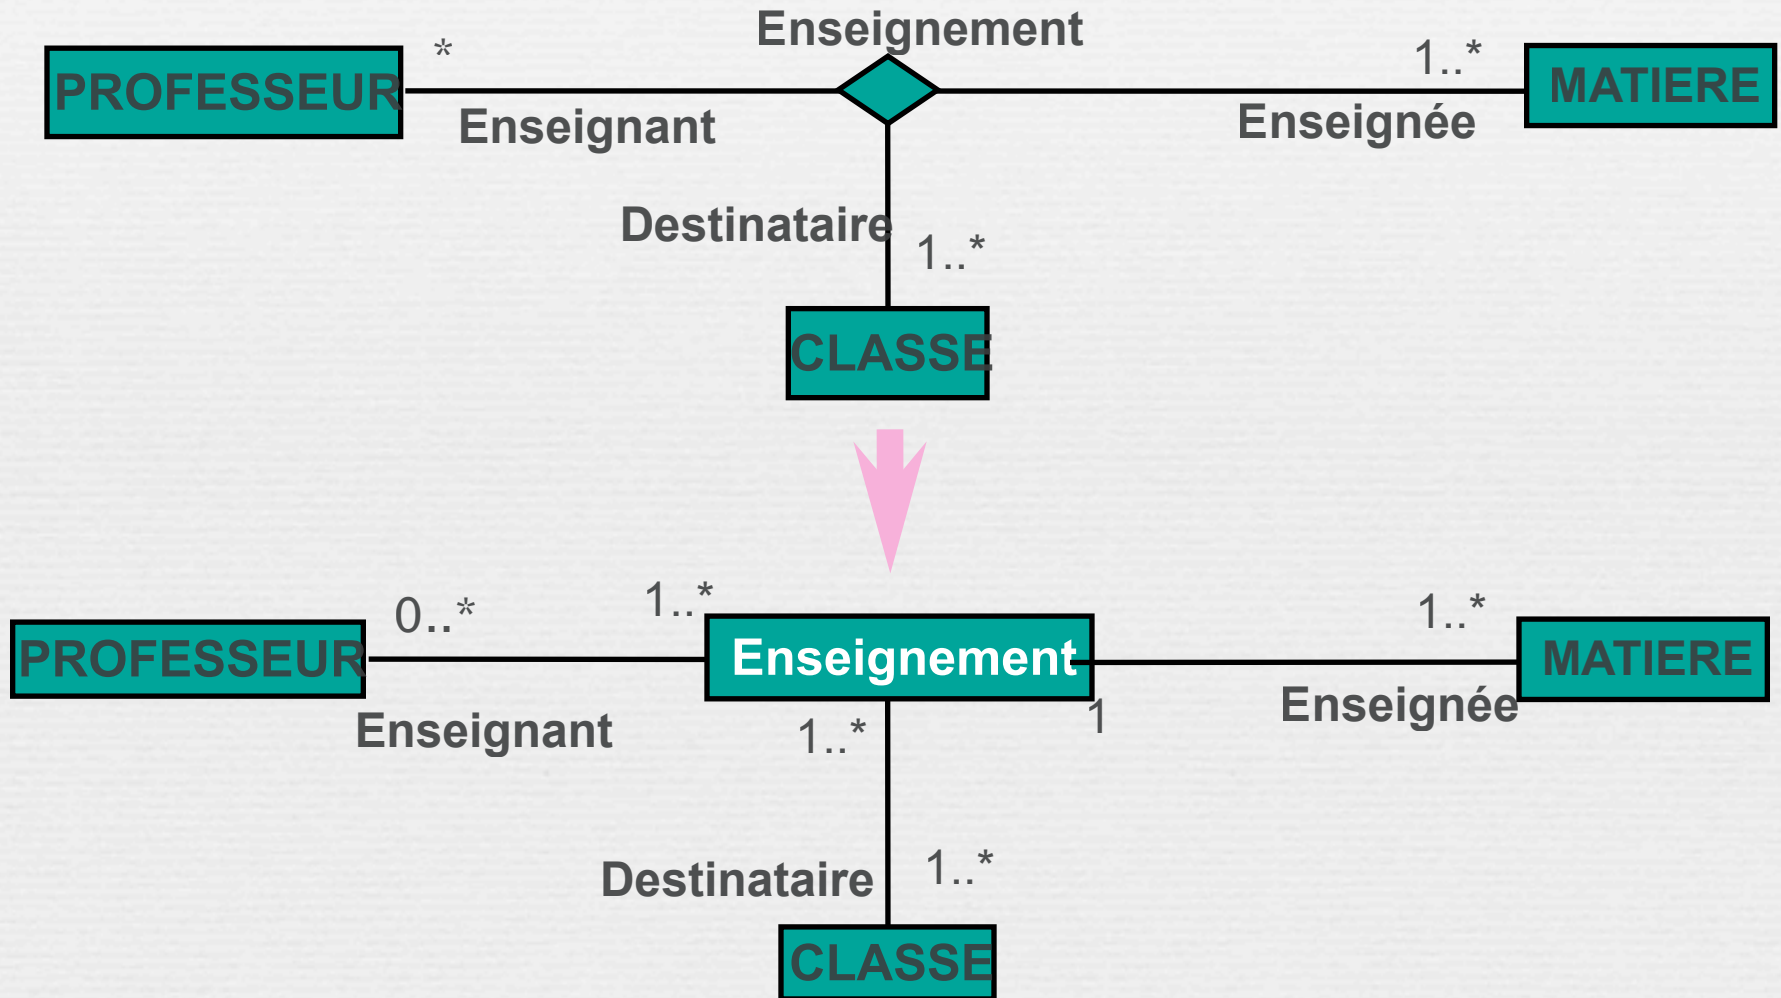 Enseignement
*
1..*
PROFESSEUR
MATIERE
Enseignant
Enseignée
Destinataire
1..*
CLASSE
0..*
1..*
1..*
PROFESSEUR
Enseignement
MATIERE
Enseignant
1..*
1
Enseignée
Destinataire
1..*
CLASSE